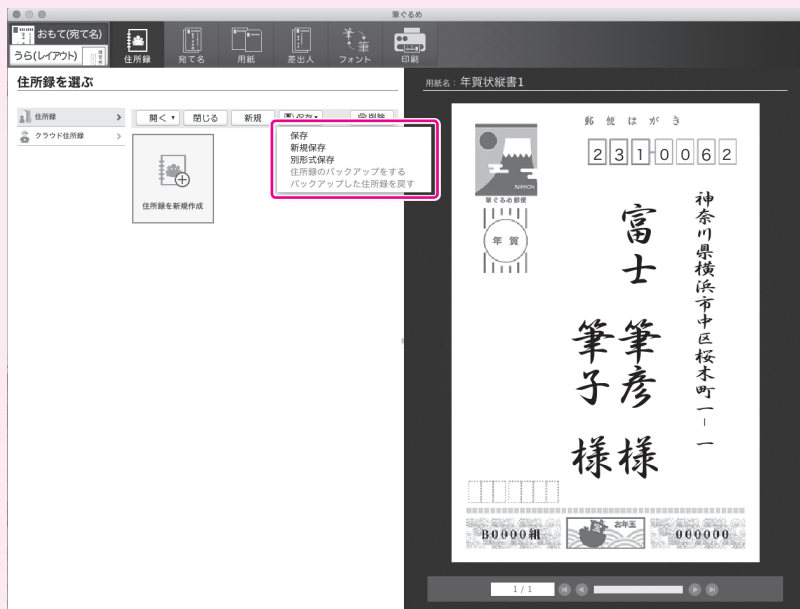 筆ぐるめ
おもて(宛て名)
うら(レイアウト)
住所録
宛て名
用紙
差出人
フォント
印刷
住所録を選ぶ
住所録
クラウド住所録
開く
閉じる
新規
保存
削除
保存
新規保存
別形式保存
住所録のバックアップをする
バックアップした住所録を戻す
住所録を新規作成
用紙名:年賀状縦書1
郵便はがき
2310062
NIPPON
筆ぐるめ郵便
年賀
神奈川県横浜市中区桜木町一-一
富士 筆彦 様
筆子 様
B0000組
お年玉
000000
1 / 1